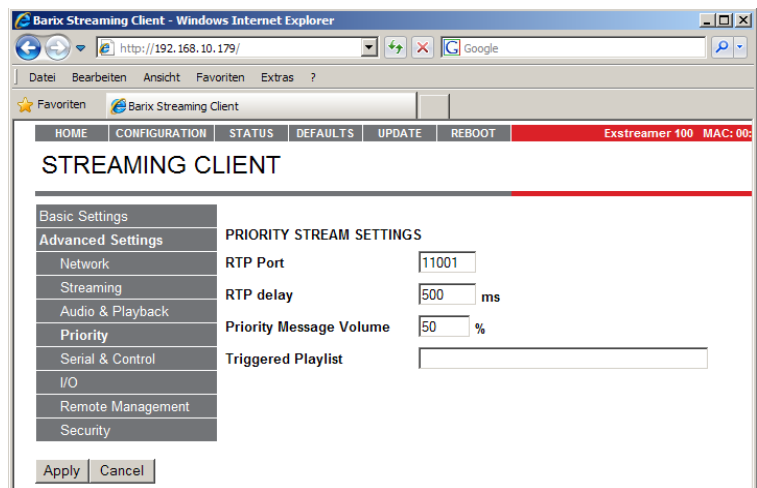 Barix Streaming Client - Windows Internet Explorer
http://192.168.10.179/
Google
Datei Bearbeiten Ansicht Favoriten Extras ?
Favoriten Barix Streaming Client
HOME CONFIGURATION STATUS DEFAULTS UPDATE REBOOT Exstreamer 100 MAC: 00:
STREAMING CLIENT
Basic Settings
Advanced Settings
Network
Streaming
Audio & Playback
Priority
Serial & Control
I/O
Remote Management
Security
PRIORITY STREAM SETTINGS
RTP Port 11001
RTP delay 500 ms
Priority Message Volume 50 %
Triggered Playlist
Apply Cancel